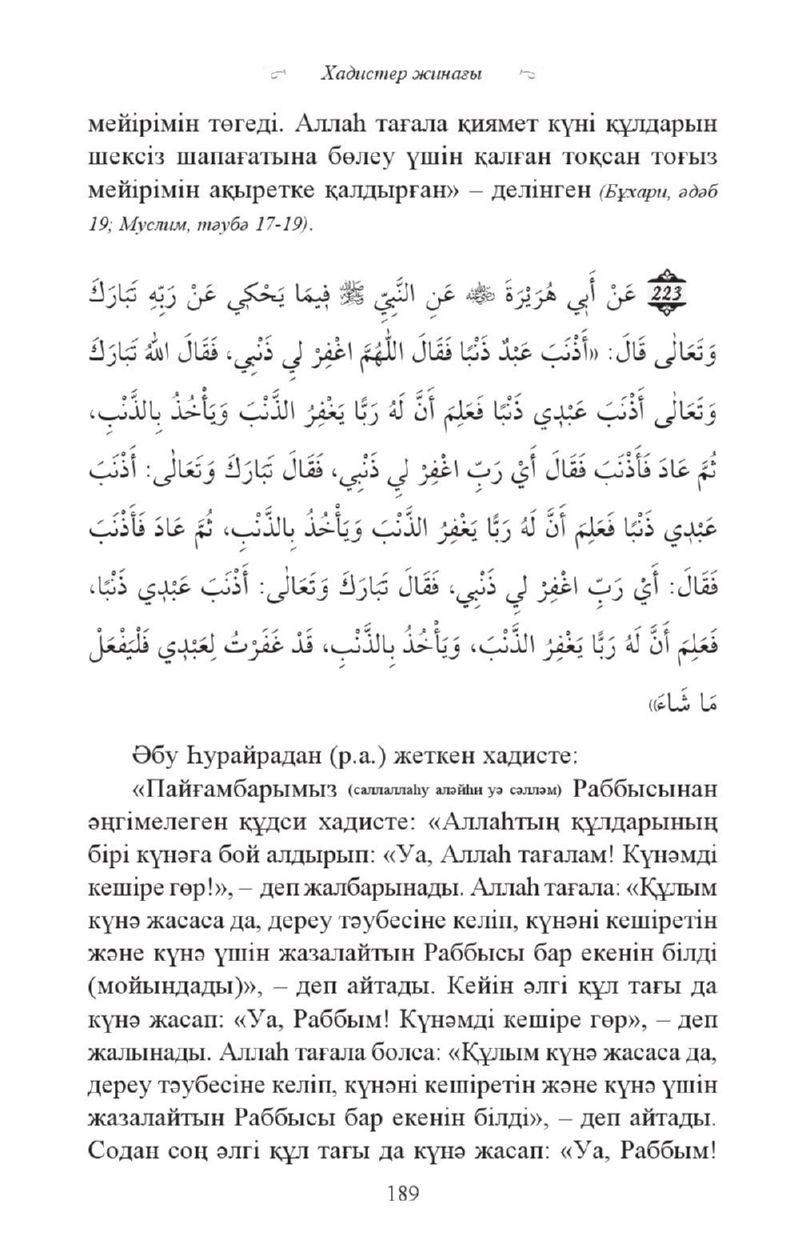 Хадистер жинағы
мейірімін төгеді. Аллаһ тағала қиямет күні құлдарын
шексіз шапағатына бөлеу үшін қалған тоқсан тоғыз
мейірімін ақыретке қалдырған» – делінген (Бұхари, әдәб
19; Муслим, тәубә 17-19).
223 عَنْ أَبِي هُرَيْرَةَ ﷜ عَنِ النَّبِيِّ ﷺ فِيمَا يَحْكِي عَنْ رَبِّهِ تَبَارَكَ
وَتَعَالٰى قَالَ: «أَذْنَبَ عَبْدٌ ذَنْبًا فَقَالَ اللّٰهُمَّ اغْفِرْ لِي ذَنْبِي، فَقَالَ اللهُ تَبَارَكَ
وَتَعَالٰى أَذْنَبَ عَبْدِي ذَنْبًا فَعَلِمَ أَنَّ لَهُ رَبًّا يَغْفِرُ الذَّنْبَ وَيَأْخُذُ بِالذَّنْبِ،
ثُمَّ عَادَ فَأَذْنَبَ فَقَالَ أَيْ رَبِّ اغْفِرْ لِي ذَنْبِي، فَقَالَ تَبَارَكَ وَتَعَالٰى: أَذْنَبَ
عَبْدِي ذَنْبًا فَعَلِمَ أَنَّ لَهُ رَبًّا يَغْفِرُ الذَّنْبَ وَيَأْخُذُ بِالذَّنْبِ، ثُمَّ عَادَ فَأَذْنَبَ
فَقَالَ: أَيْ رَبِّ اغْفِرْ لِي ذَنْبِي، فَقَالَ تَبَارَكَ وَتَعَالٰى: أَذْنَبَ عَبْدِي ذَنْبًا،
فَعَلِمَ أَنَّ لَهُ رَبًّا يَغْفِرُ الذَّنْبَ، وَيَأْخُذُ بِالذَّنْبِ، قَدْ غَفَرْتُ لِعَبْدِي فَلْيَفْعَلْ
مَا شَاءَ»
Әбу Һурайрадан (р.а.) жеткен хадисте:
«Пайғамбарымыз (саллаллаһу аләйһи уә сәлләм) Раббысынан
әңгімелеген құдси хадисте: «Аллаһтың құлдарының
бірі күнәға бой алдырып: «Уа, Аллаһ тағалам! Күнәмді
кешіре гөр!», – деп жалбарынады. Аллаһ тағала: «Құлым
күнә жасаса да, дереу тәубесіне келіп, күнәні кешіретін
және күнә үшін жазалайтын Раббысы бар екенін білді
(мойындады)», – деп айтады. Кейін әлгі құл тағы да
күнә жасап: «Уа, Раббым! Күнәмді кешіре гөр», – деп
жалынады. Аллаһ тағала болса: «Құлым күнә жасаса да,
дереу тәубесіне келіп, күнәні кешіретін және күнә үшін
жазалайтын Раббысы бар екенін білді», – деп айтады.
Содан соң әлгі құл тағы да күнә жасап: «Уа, Раббым!
189